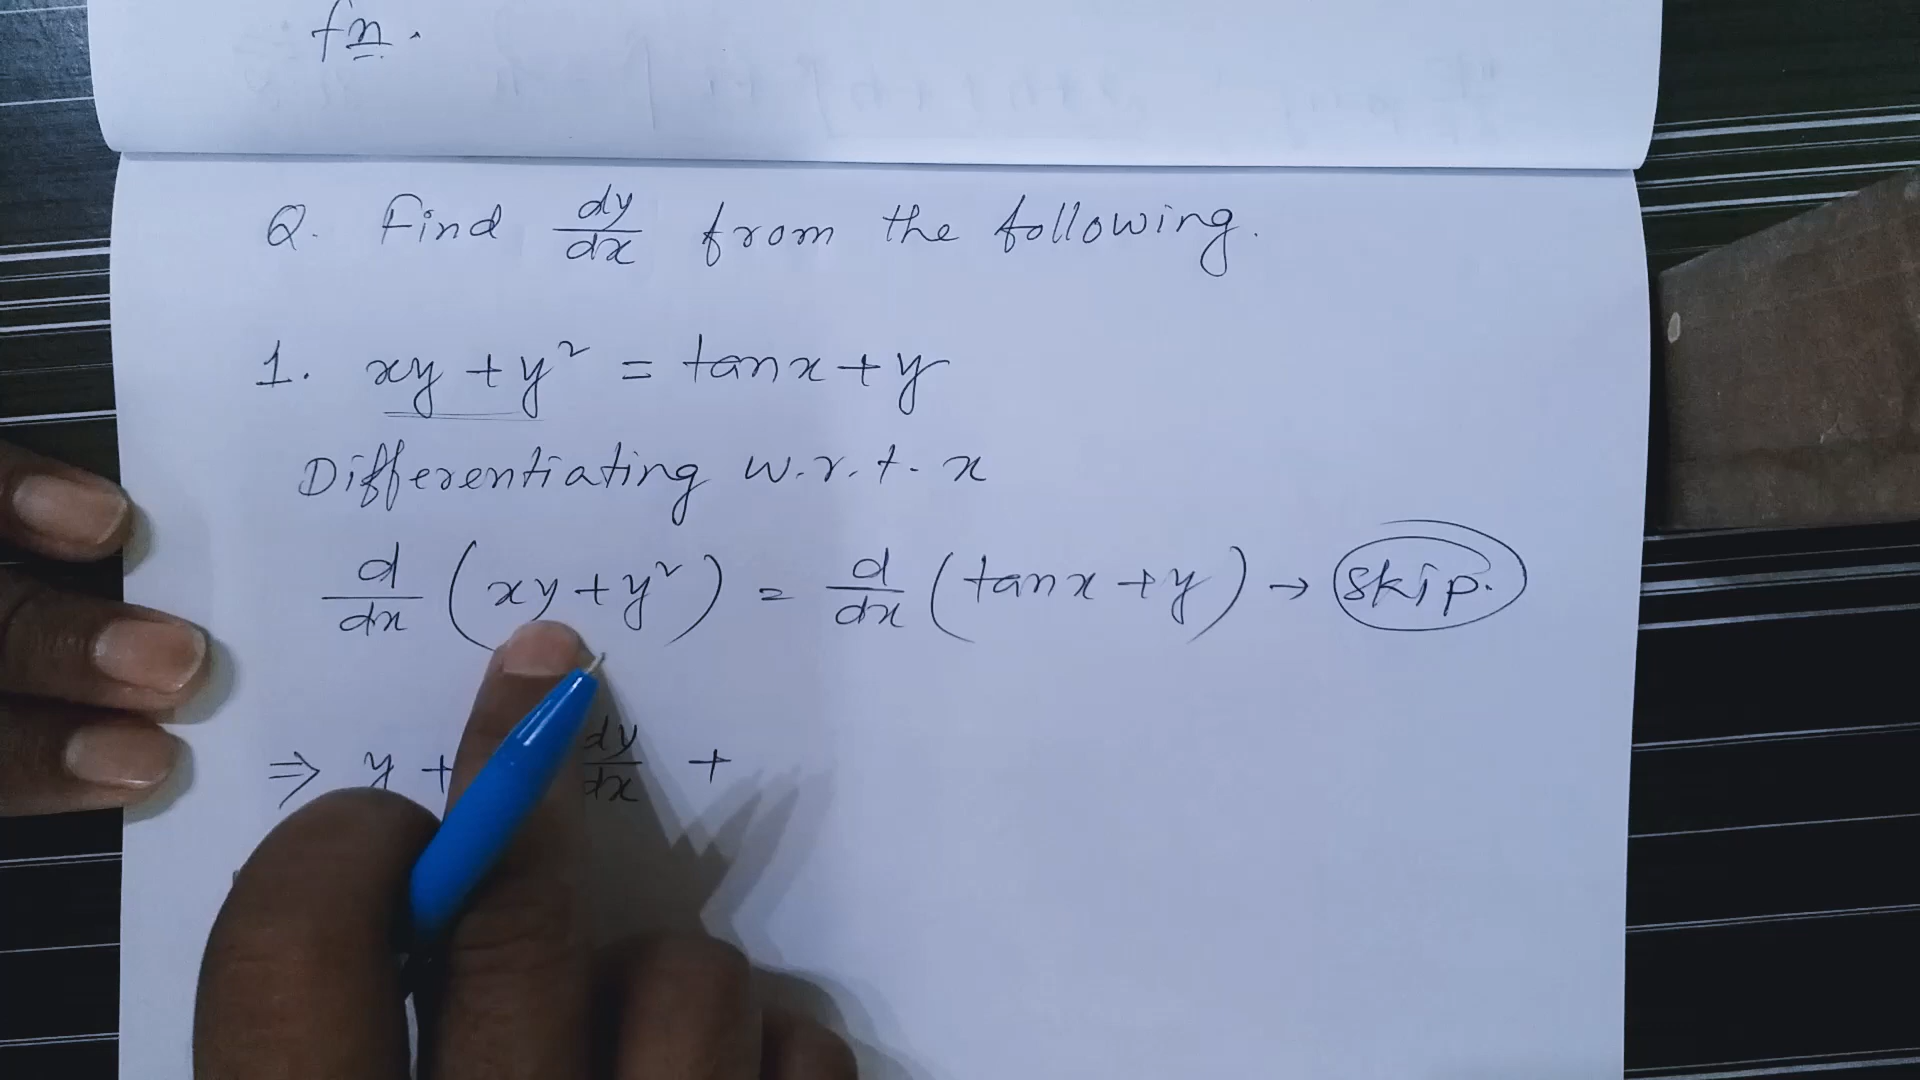 fn.
Q. Find dy/dx from the following.
1. xy + y² = tanx + y
Differentiating w.r.t. x
d/dx (xy + y²) = d/dx (tanx + y) → skip.
⇒ y + dy/dx +